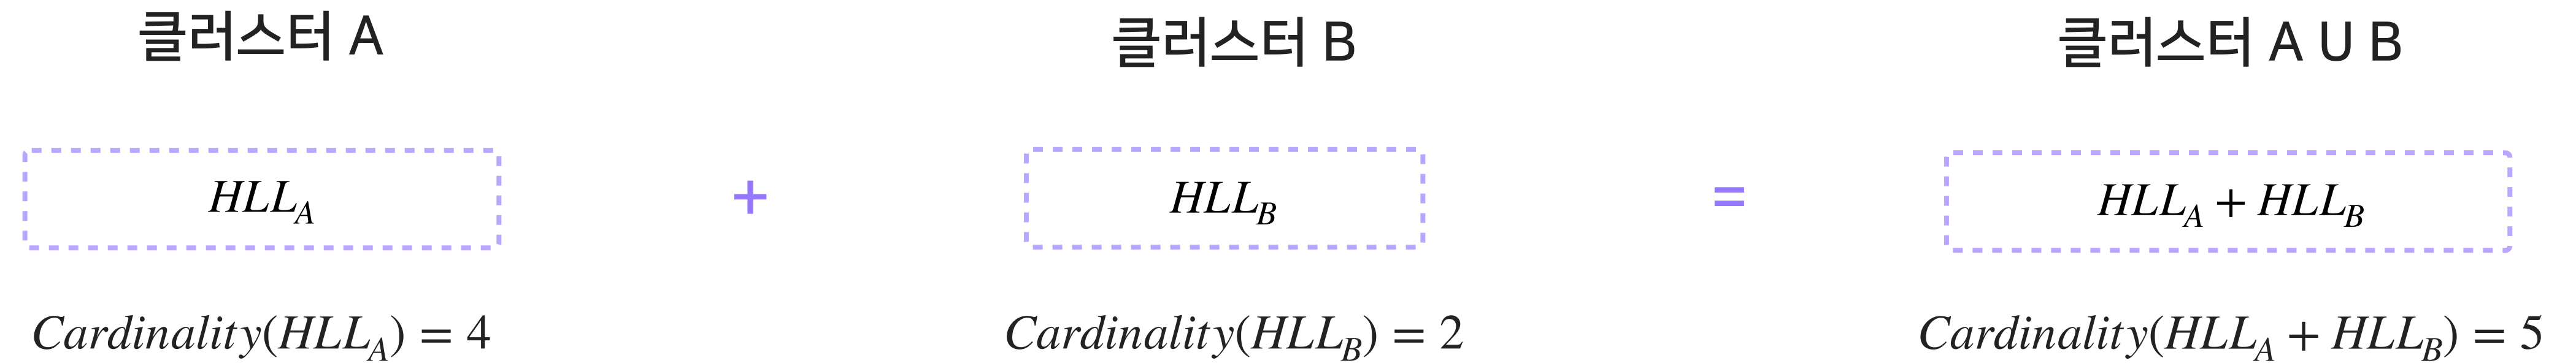 클러스터 A 클러스터 B 클러스터 A U B
HLL_A + HLL_B = HLL_A + HLL_B
Cardinality(HLL_A) = 4 Cardinality(HLL_B) = 2 Cardinality(HLL_A + HLL_B) = 5